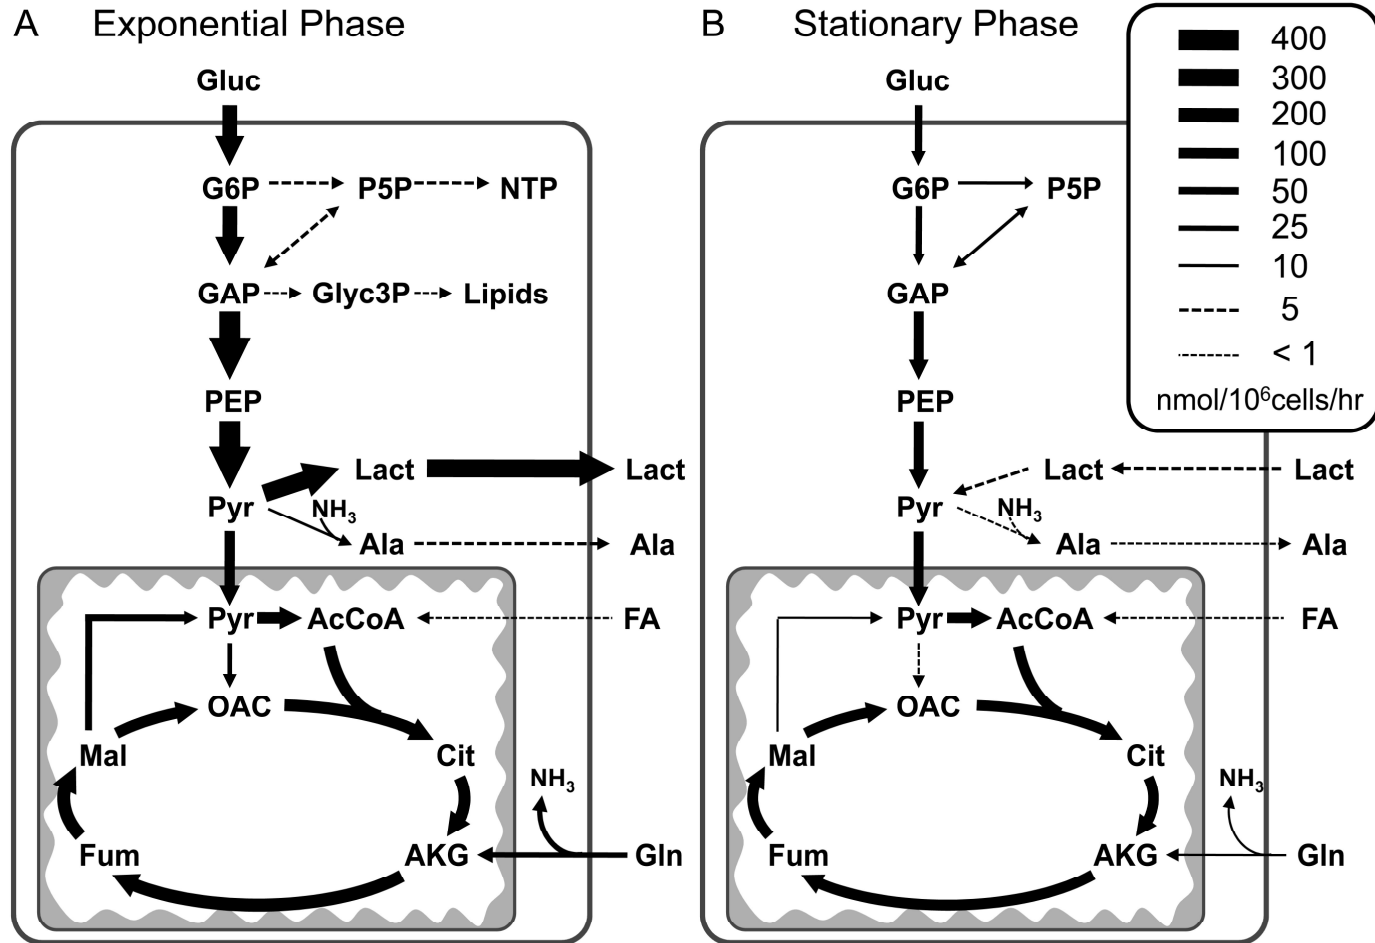 A Exponential Phase
Gluc
G6P P5P NTP
GAP Glyc3P Lipids
PEP
Lact Lact
Pyr NH3
Ala Ala
Pyr AcCoA FA
OAC
Mal Cit
NH3
Fum AKG Gln
B Stationary Phase
Gluc
G6P P5P
GAP
PEP
Lact Lact
Pyr NH3
Ala Ala
Pyr AcCoA FA
OAC
Mal Cit
NH3
Fum AKG Gln
400
300
200
100
50
25
10
5
< 1
nmol/10⁶cells/hr